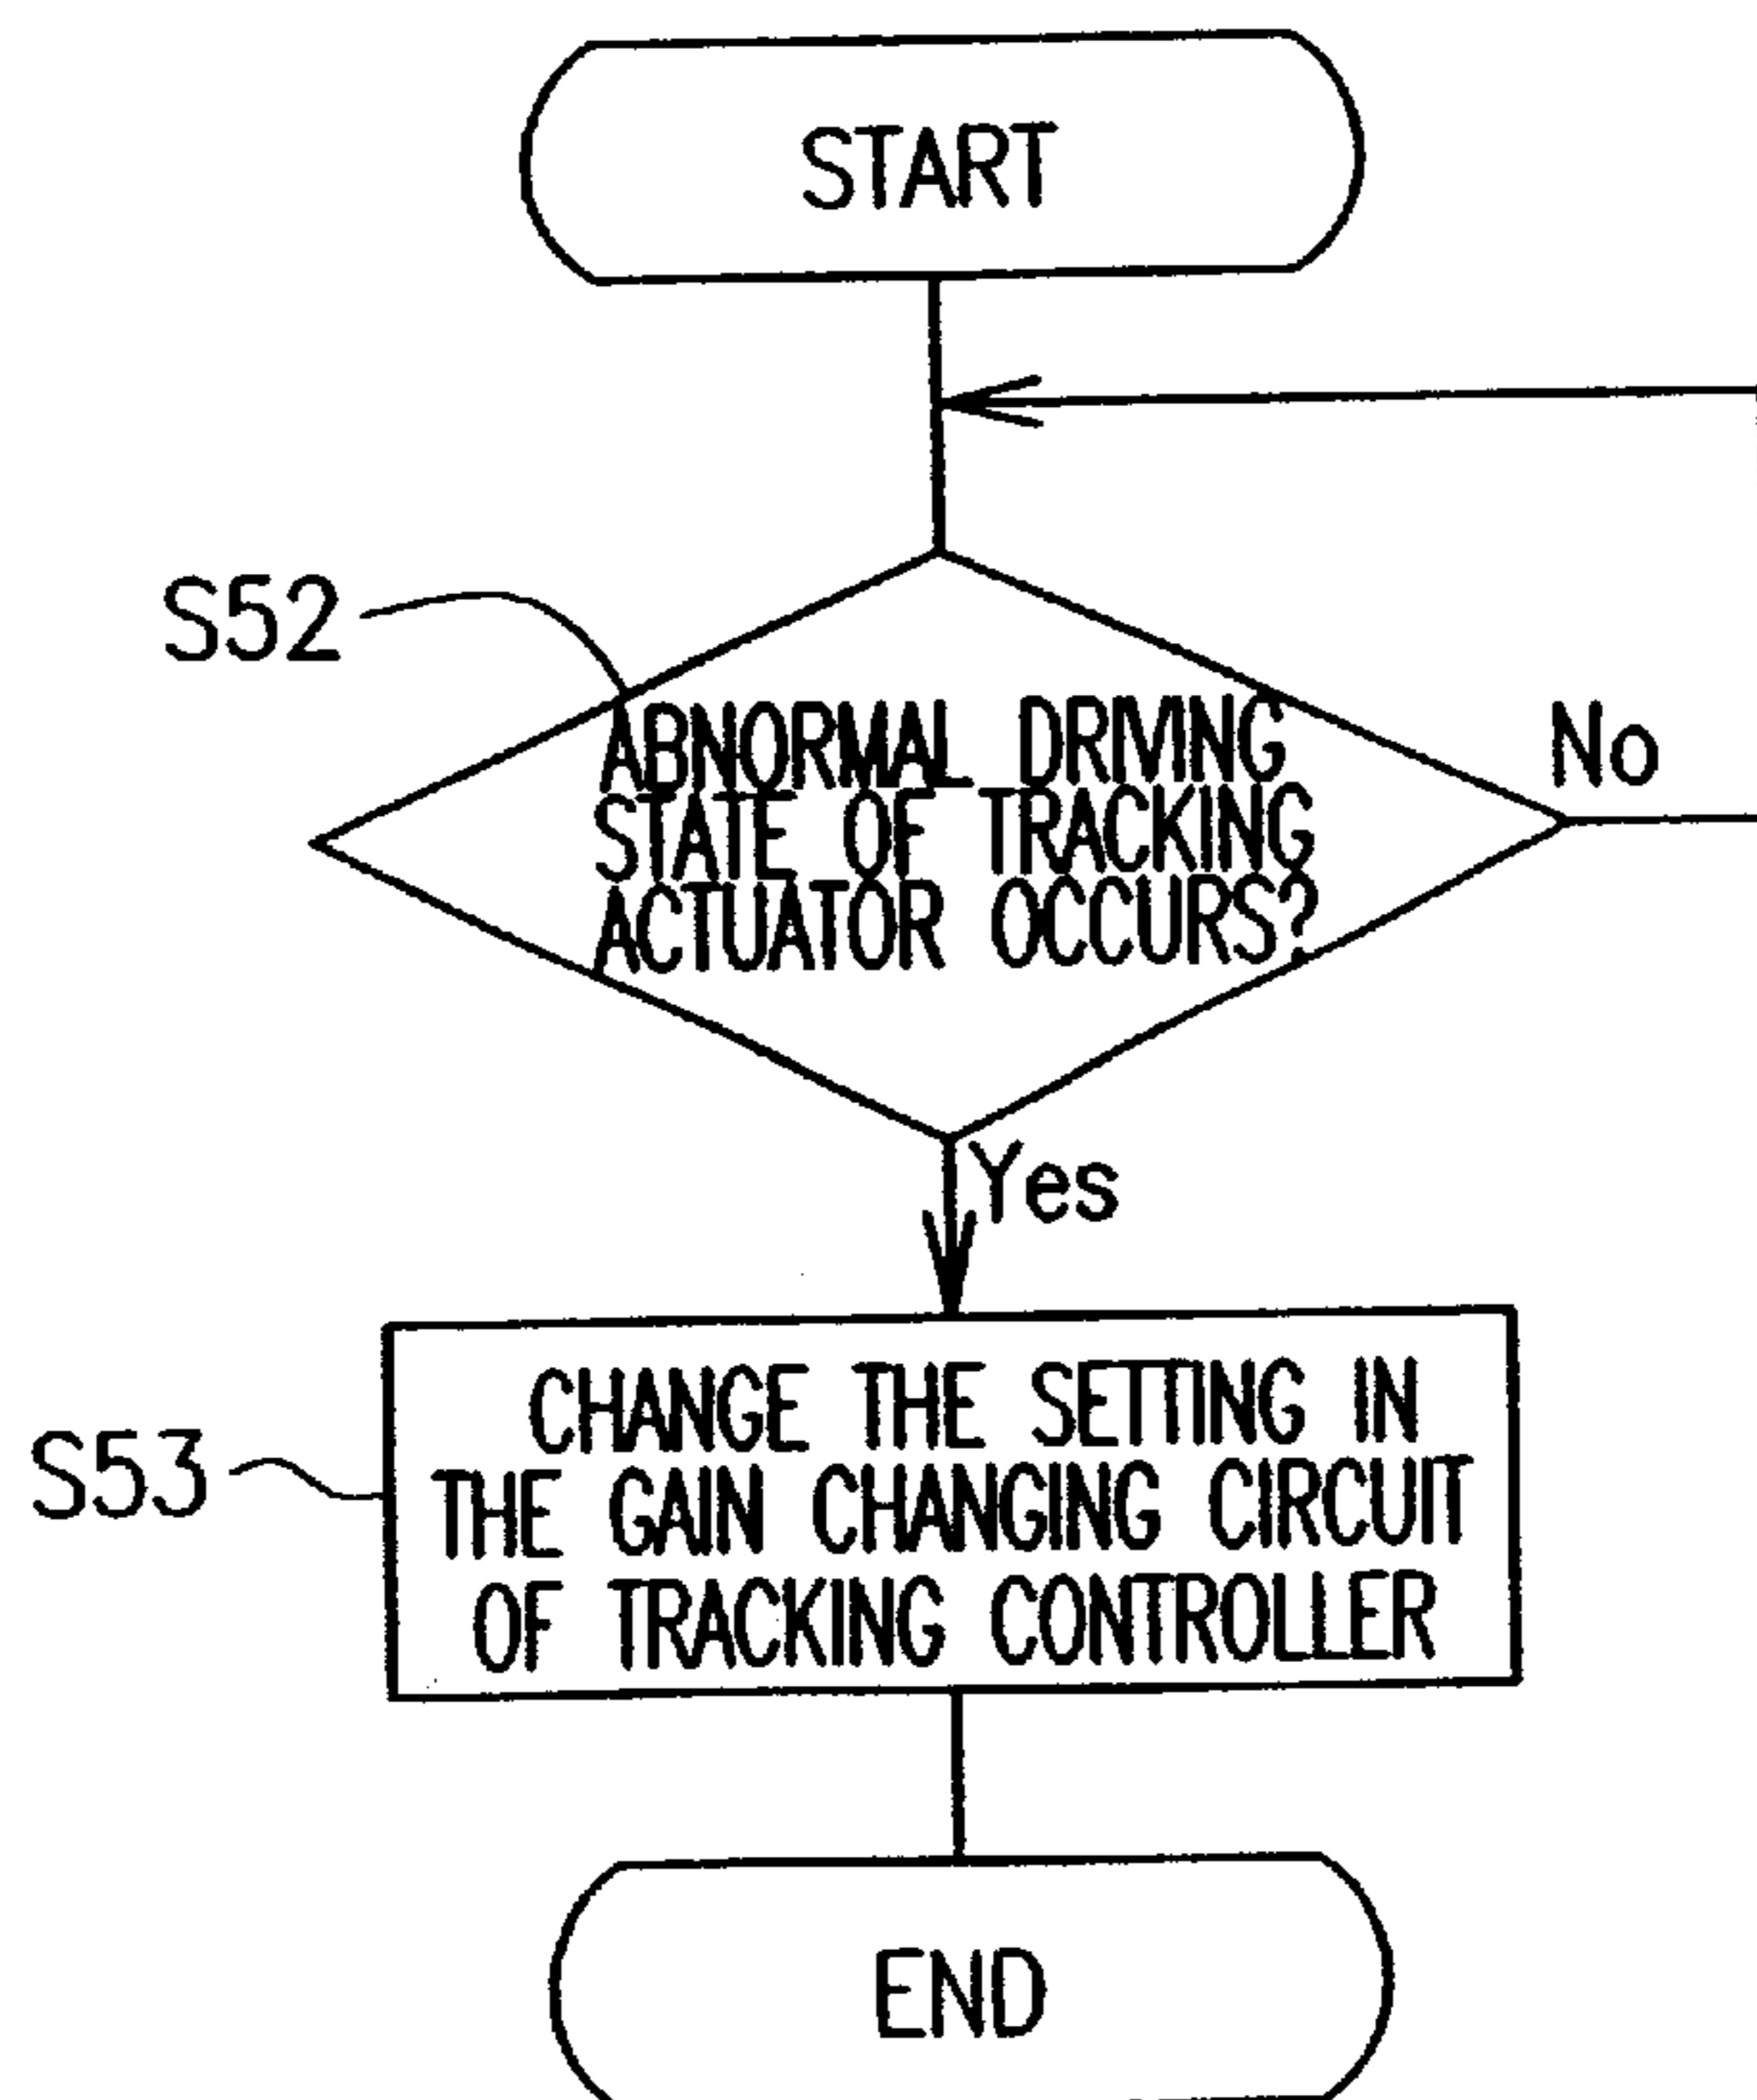 START
S52
ABNORMAL DRIVING
STATE OF TRACKING
ACTUATOR OCCURS?
No
Yes
S53
CHANGE THE SETTING IN
THE GAIN CHANGING CIRCUIT
OF TRACKING CONTROLLER
END